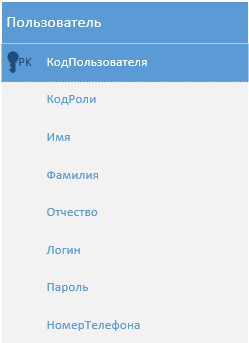 Пользователь
PK КодПользователя
КодРоли
Имя
Фамилия
Отчество
Логин
Пароль
НомерТелефона